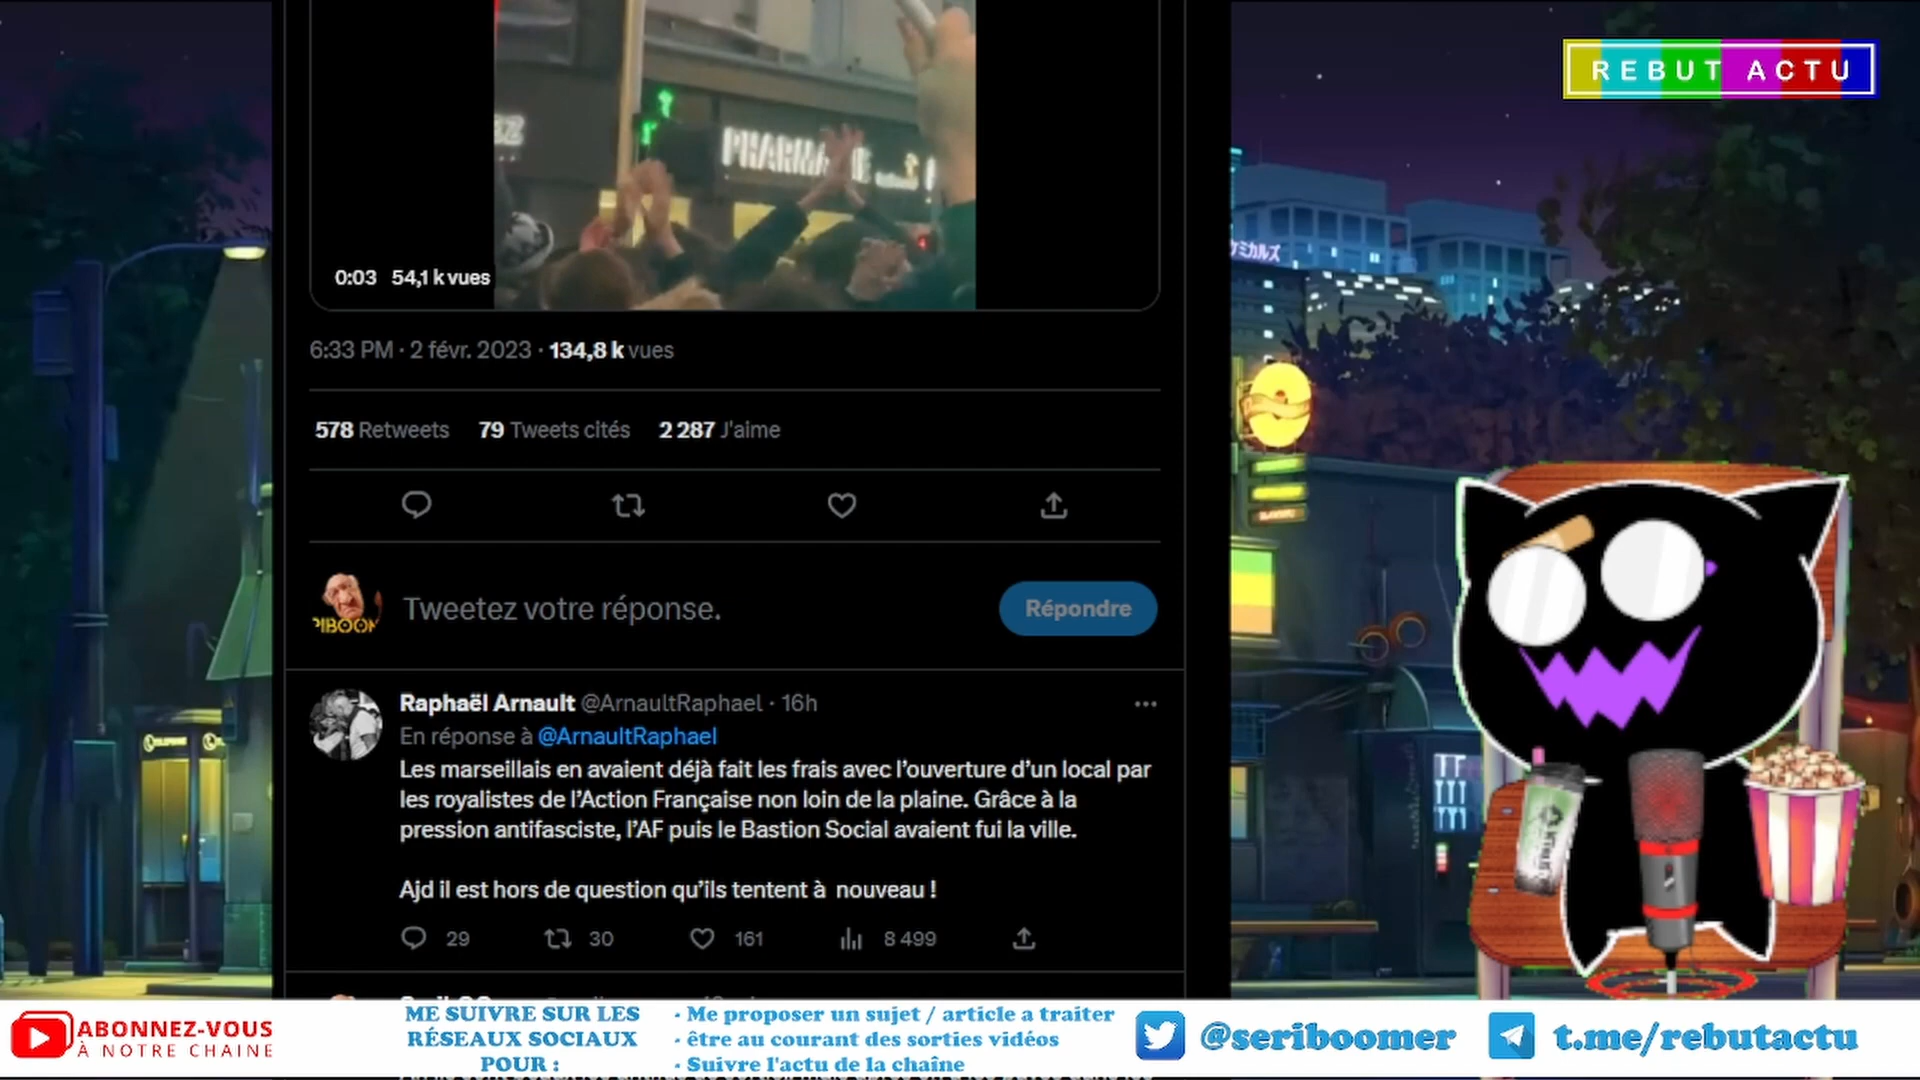 REBUT ACTU
PHARMA
0:03 54,1 k vues
6:33 PM · 2 févr. 2023 · 134,8 k vues
578 Retweets 79 Tweets cités 2 287 J'aime
Tweetez votre réponse.
Répondre
Raphaël Arnault @ArnaultRaphael · 16h
En réponse à @ArnaultRaphael
Les marseillais en avaient déjà fait les frais avec l’ouverture d’un local par
les royalistes de l’Action Française non loin de la plaine. Grâce à la
pression antifasciste, l’AF puis le Bastion Social avaient fui la ville.
Ajd il est hors de question qu’ils tentent à nouveau !
29 30 161 8 499
ケミカルズ
ABONNEZ-VOUS
À NOTRE CHAINE
ME SUIVRE SUR LES
RÉSEAUX SOCIAUX
POUR :
- Me proposer un sujet / article a traiter
- être au courant des sorties vidéos
- Suivre l'actu de la chaîne
@seriboomer
t.me/rebutactu